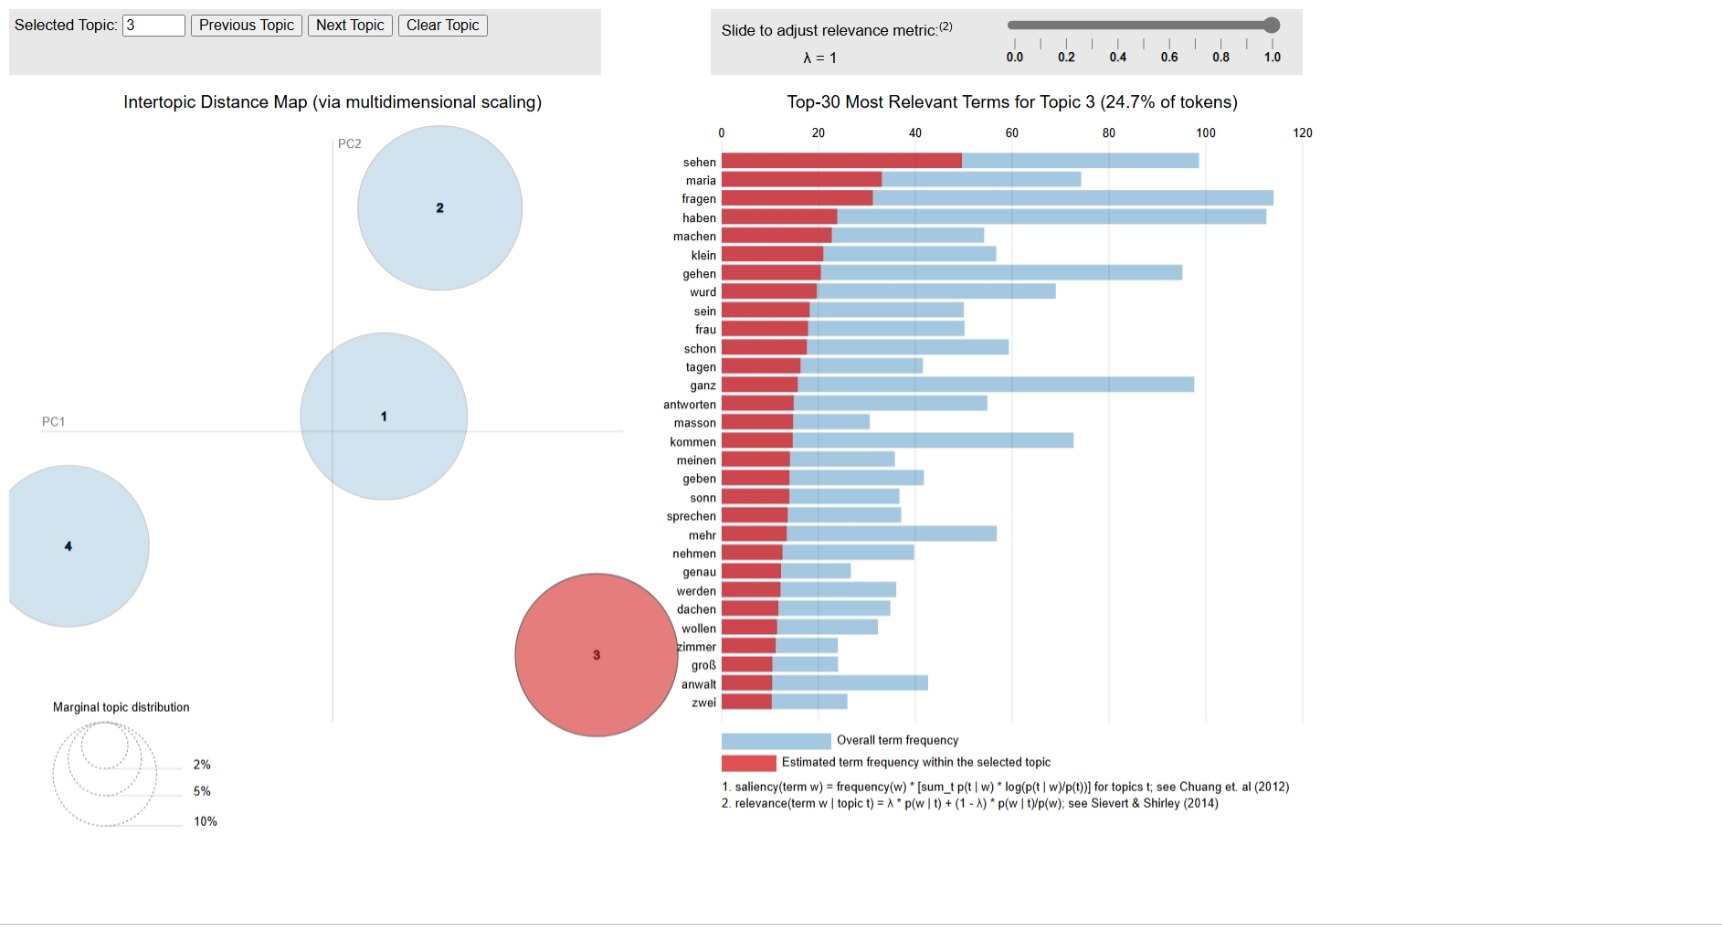 Selected Topic: 3 Previous Topic Next Topic Clear Topic
Slide to adjust relevance metric:(2)
λ = 1
0.0 0.2 0.4 0.6 0.8 1.0
Intertopic Distance Map (via multidimensional scaling)
PC2
PC1
2
1
4
3
Marginal topic distribution
2%
5%
10%
Top-30 Most Relevant Terms for Topic 3 (24.7% of tokens)
0 20 40 60 80 100 120
sehen
maria
fragen
haben
machen
klein
gehen
wurd
sein
frau
schon
tagen
ganz
antworten
masson
kommen
meinen
geben
sonn
sprechen
mehr
nehmen
genau
werden
dachen
wollen
zimmer
groß
anwalt
zwei
Overall term frequency
Estimated term frequency within the selected topic
1. saliency(term w) = frequency(w) * [sum_t p(t | w) * log(p(t | w)/p(t))] for topics t; see Chuang et. al (2012)
2. relevance(term w | topic t) = λ * p(w | t) + (1 - λ) * p(w | t)/p(w); see Sievert & Shirley (2014)